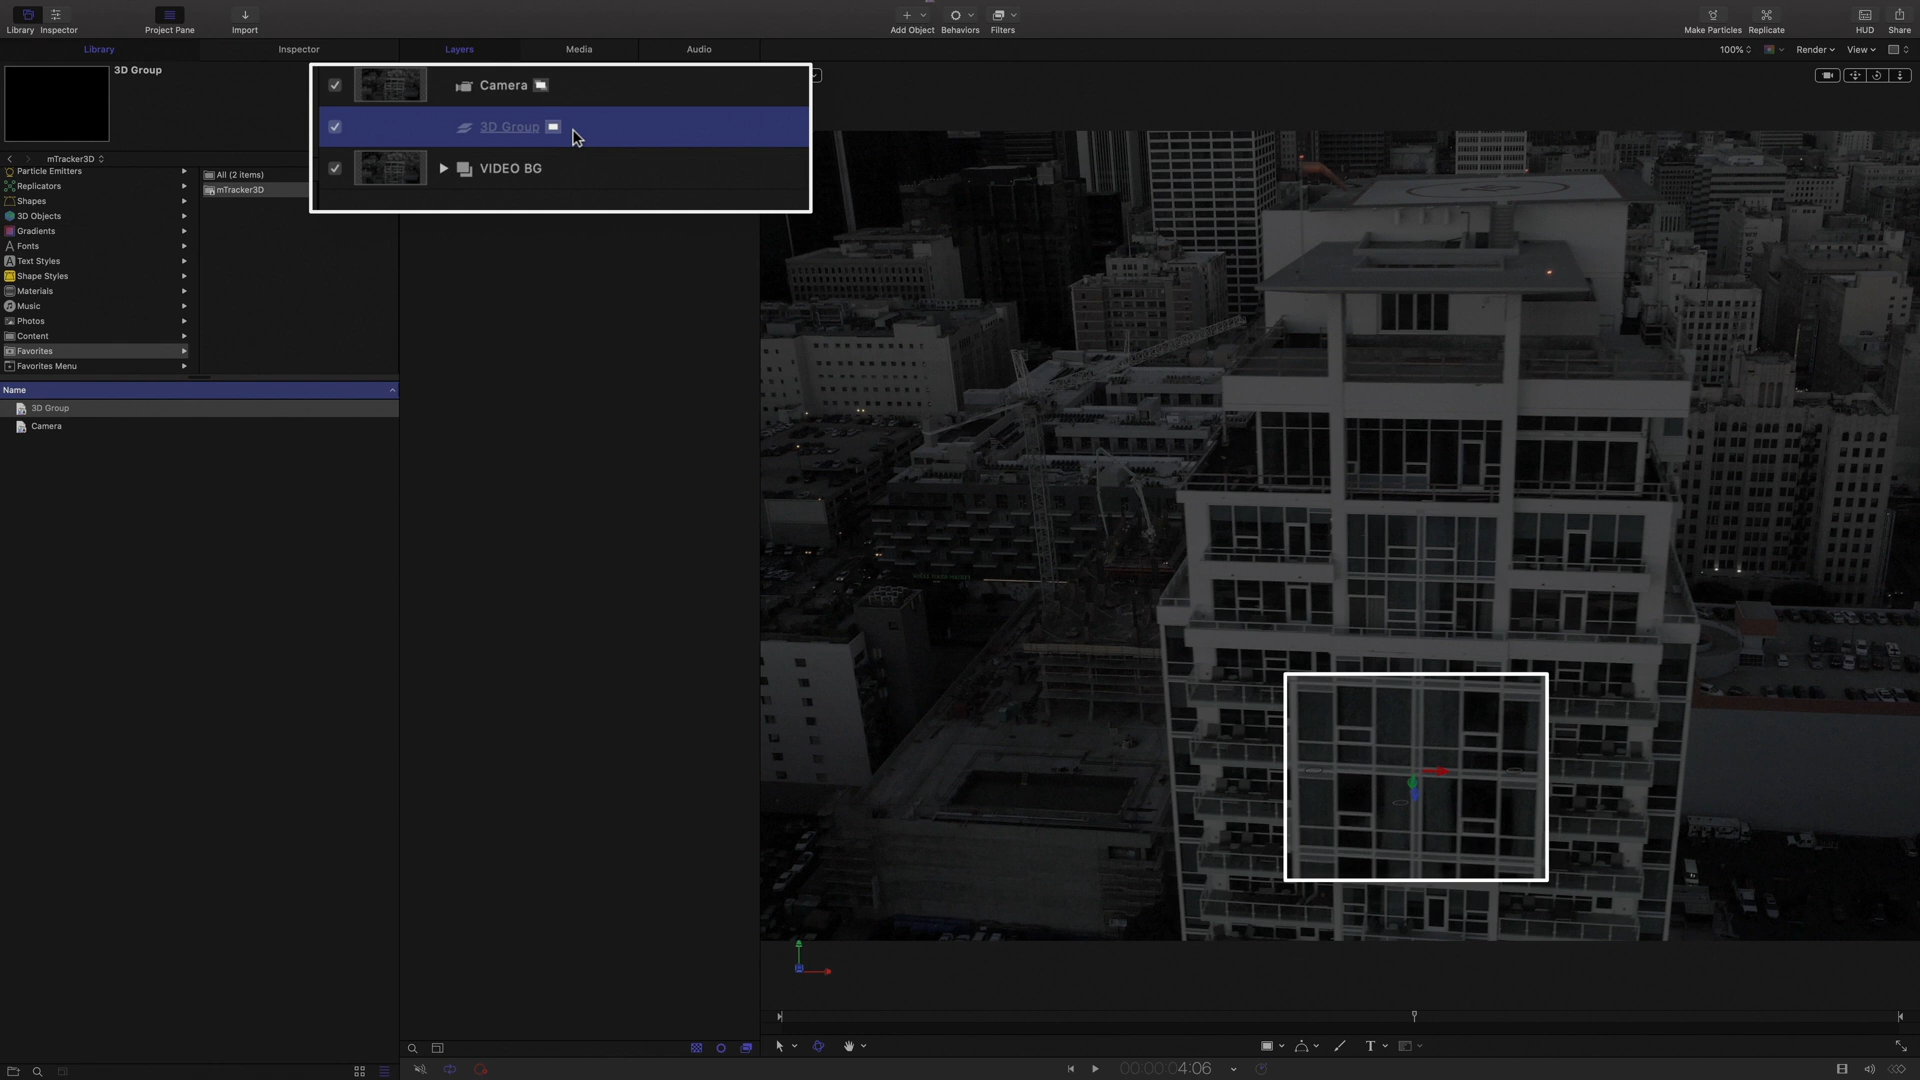 Library
Inspector
Project Pane
Import
Add Object
Behaviors
Filters
Make Particles
Replicate
HUD
Share
Library
Inspector
Layers
Media
Audio
100%
Render
View
3D Group
Camera
3D Group
VIDEO BG
mTracker3D
Particle Emitters
Replicators
Shapes
3D Objects
Gradients
Fonts
Text Styles
Shape Styles
Materials
Music
Photos
Content
Favorites
Favorites Menu
All (2 items)
mTracker3D
Name
3D Group
Camera
T
00:00:04:06